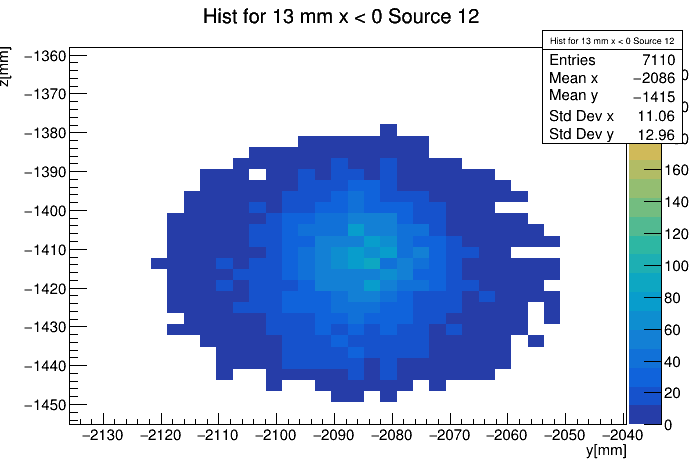 Hist for 13 mm x < 0 Source 12
z[mm]
−1360
−1370
−1380
−1390
−1400
−1410
−1420
−1430
−1440
−1450
Hist for 13 mm x < 0 Source 12
Entries 7110
Mean x −2086
Mean y −1415
Std Dev x 11.06
Std Dev y 12.96
160
140
120
100
80
60
40
20
0
−2130 −2120 −2110 −2100 −2090 −2080 −2070 −2060 −2050 −2040
y[mm]